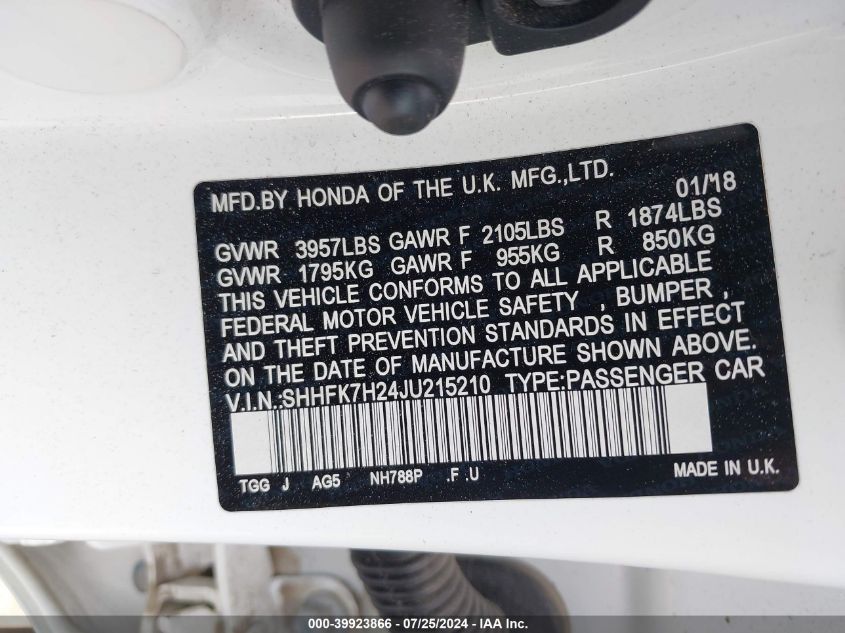 MFD.BY HONDA OF THE U.K. MFG.,LTD. 01/18
GVWR 3957LBS GAWR F 2105LBS R 1874LBS
GVWR 1795KG GAWR F 955KG R 850KG
THIS VEHICLE CONFORMS TO ALL APPLICABLE
FEDERAL MOTOR VEHICLE SAFETY , BUMPER ,
AND THEFT PREVENTION STANDARDS IN EFFECT
ON THE DATE OF MANUFACTURE SHOWN ABOVE.
V.I.N.:SHHFK7H24JU215210 TYPE:PASSENGER CAR
TGG J AG5 NH788P .F .U MADE IN U.K.
000-39923866 - 07/25/2024 - IAAI.com